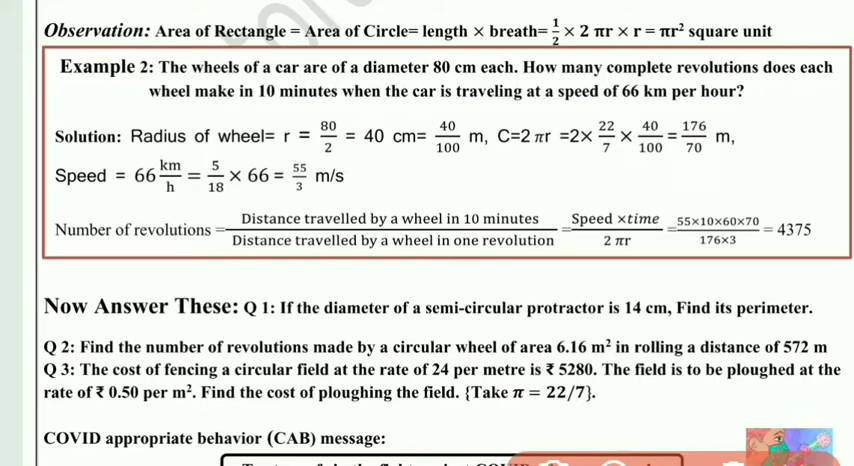 Observation: Area of Rectangle = Area of Circle= length × breath= 1/2 × 2 πr × r = πr² square unit
Example 2: The wheels of a car are of a diameter 80 cm each. How many complete revolutions does each
wheel make in 10 minutes when the car is traveling at a speed of 66 km per hour?
Solution: Radius of wheel= r = 80/2 = 40 cm= 40/100 m, C=2 πr =2× 22/7 × 40/100 = 176/70 m,
Speed = 66 km/h = 5/18 × 66 = 55/3 m/s
Number of revolutions = Distance travelled by a wheel in 10 minutes/Distance travelled by a wheel in one revolution = Speed ×time/2 πr = 55×10×60×70/176×3 = 4375
Now Answer These: Q 1: If the diameter of a semi-circular protractor is 14 cm, Find its perimeter.
Q 2: Find the number of revolutions made by a circular wheel of area 6.16 m² in rolling a distance of 572 m
Q 3: The cost of fencing a circular field at the rate of 24 per metre is ₹ 5280. The field is to be ploughed at the
rate of ₹ 0.50 per m². Find the cost of ploughing the field. {Take π = 22/7}.
COVID appropriate behavior (CAB) message: